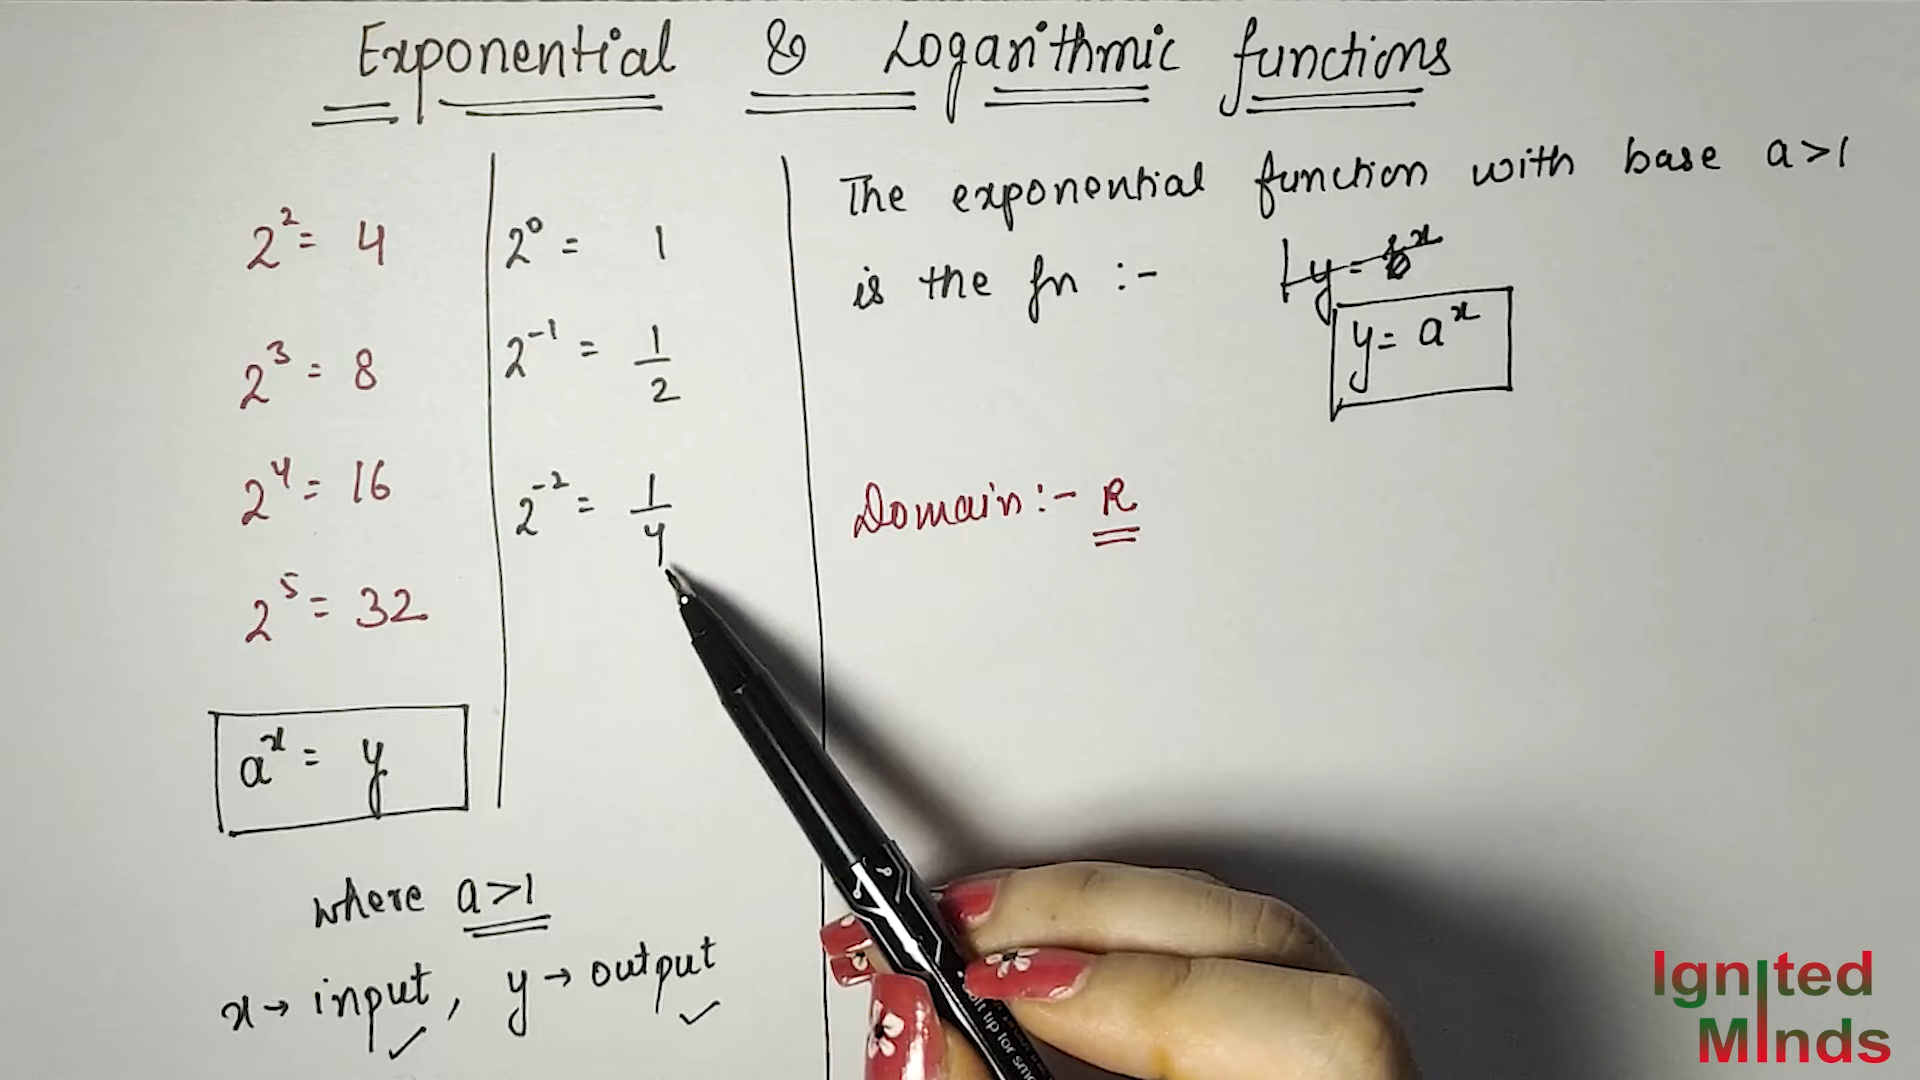 Exponential & Logarithmic functions
2² = 4
2³ = 8
2⁴ = 16
2⁵ = 32
aˣ = y
where a>1
x→ input, y→ output
2⁰ = 1
2⁻¹ = 1/2
2⁻² = 1/4
The exponential function with base a>1
is the fn :-
y = aˣ
Domain :- R
Ignited
Minds